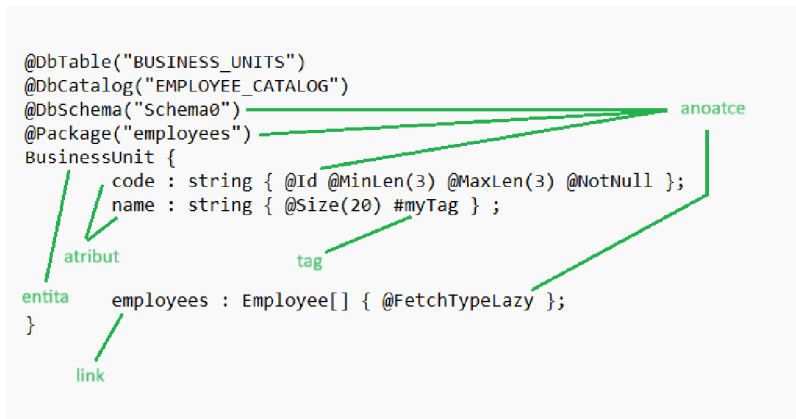 @DbTable("BUSINESS_UNITS")
@DbCatalog("EMPLOYEE_CATALOG")
@DbSchema("Schema0")
anoatce
@Package("employees")
BusinessUnit {
code : string { @Id @MinLen(3) @MaxLen(3) @NotNull };
name : string { @Size(20) #myTag } ;
atribut
tag
entita
employees : Employee[] { @FetchTypeLazy };
}
link